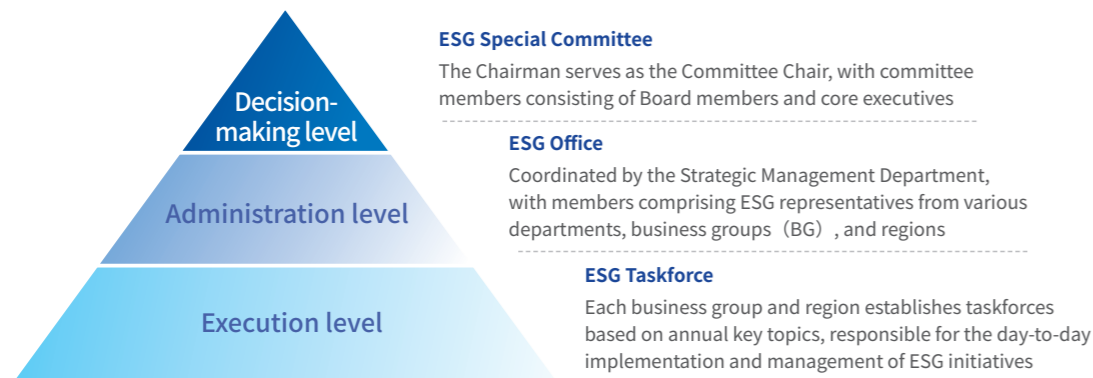 Decision-
making level
ESG Special Committee
The Chairman serves as the Committee Chair, with committee
members consisting of Board members and core executives
Administration level
ESG Office
Coordinated by the Strategic Management Department,
with members comprising ESG representatives from various
departments, business groups（BG）, and regions
Execution level
ESG Taskforce
Each business group and region establishes taskforces
based on annual key topics, responsible for the day-to-day
implementation and management of ESG initiatives